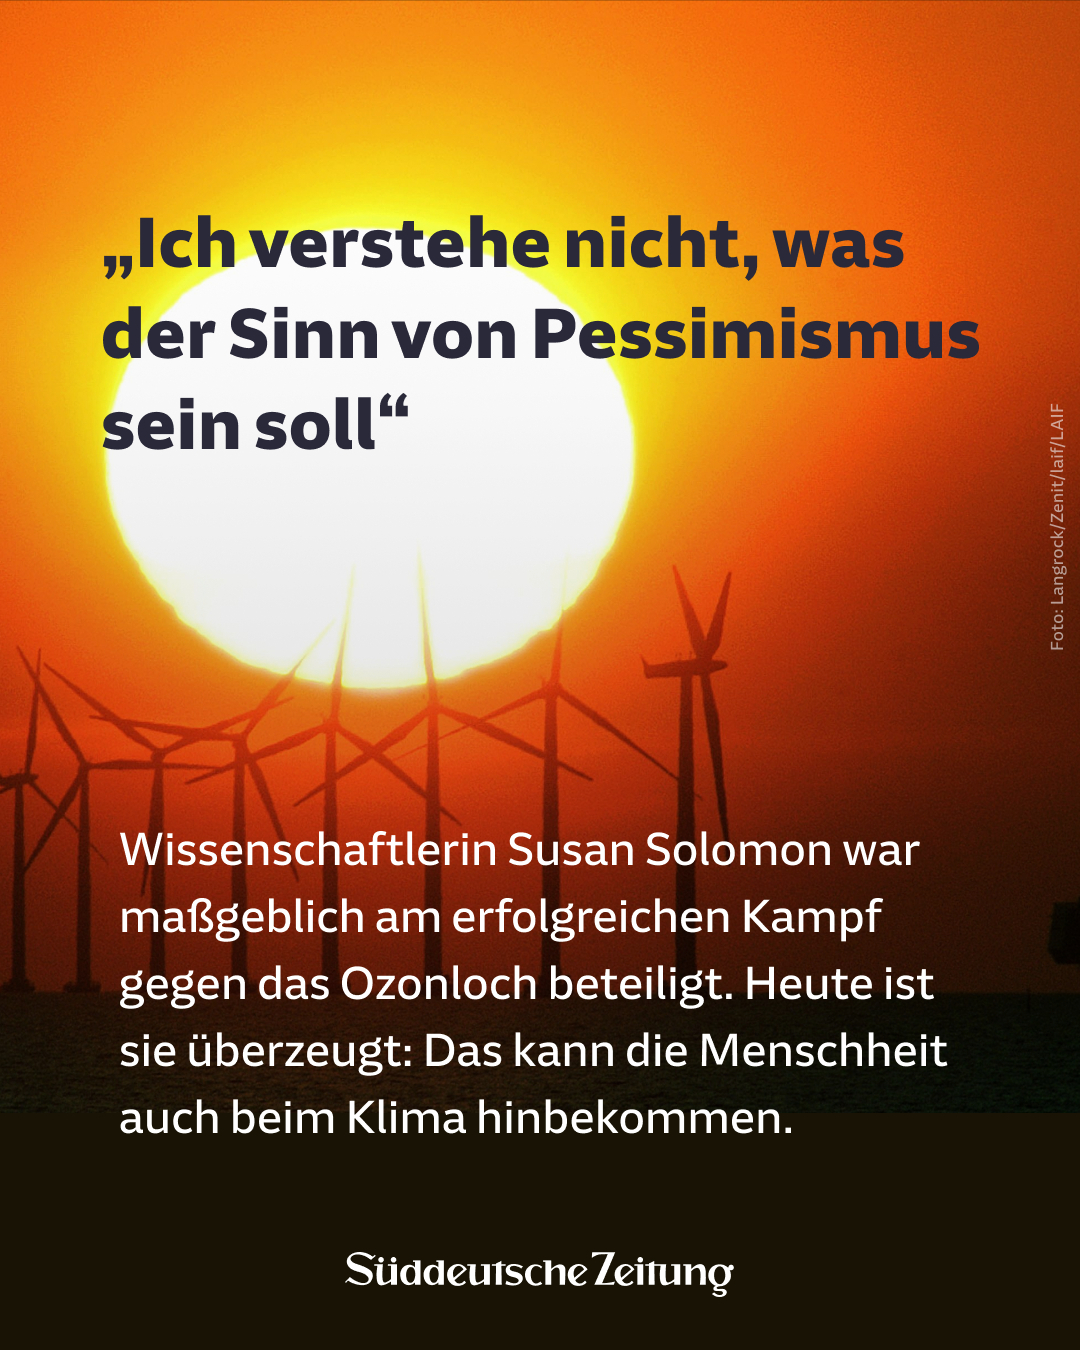 „Ich verstehe nicht, was
der Sinn von Pessimismus
sein soll“
Foto: Langrock/Zenit/laif/LAIF
Wissenschaftlerin Susan Solomon war
maßgeblich am erfolgreichen Kampf
gegen das Ozonloch beteiligt. Heute ist
sie überzeugt: Das kann die Menschheit
auch beim Klima hinbekommen.
Süddeutsche Zeitung